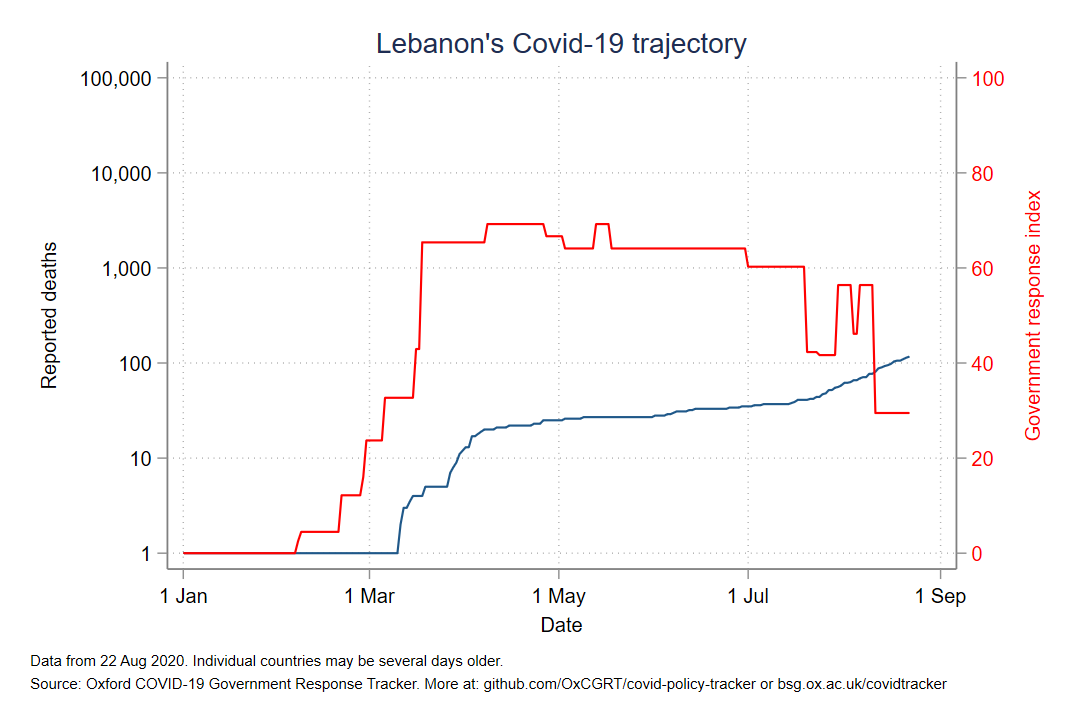 Lebanon's Covid-19 trajectory
100,000
10,000
1,000
100
10
1
Reported deaths
100
80
60
40
20
0
Government response index
1 Jan
1 Mar
1 May
1 Jul
1 Sep
Date
Data from 22 Aug 2020. Individual countries may be several days older.
Source: Oxford COVID-19 Government Response Tracker. More at: github.com/OxCGRT/covid-policy-tracker or bsg.ox.ac.uk/covidtracker